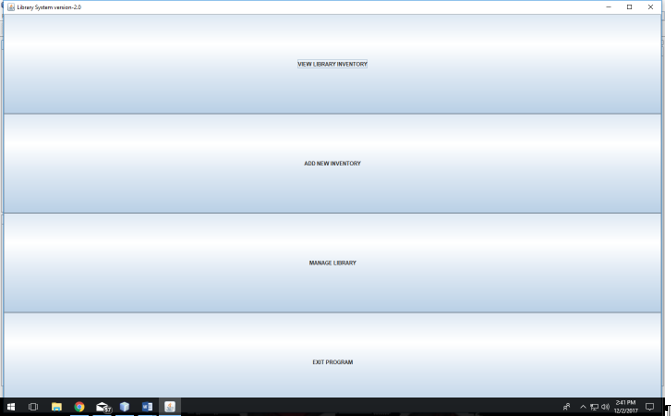 Library System version-2.0
VIEW LIBRARY INVENTORY
ADD NEW INVENTORY
MANAGE LIBRARY
EXIT PROGRAM
57
2:41 PM
12/2/2017